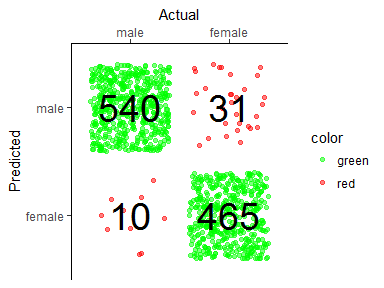 Actual
male female
Predicted
male 540 31
female 10 465
color
green
red